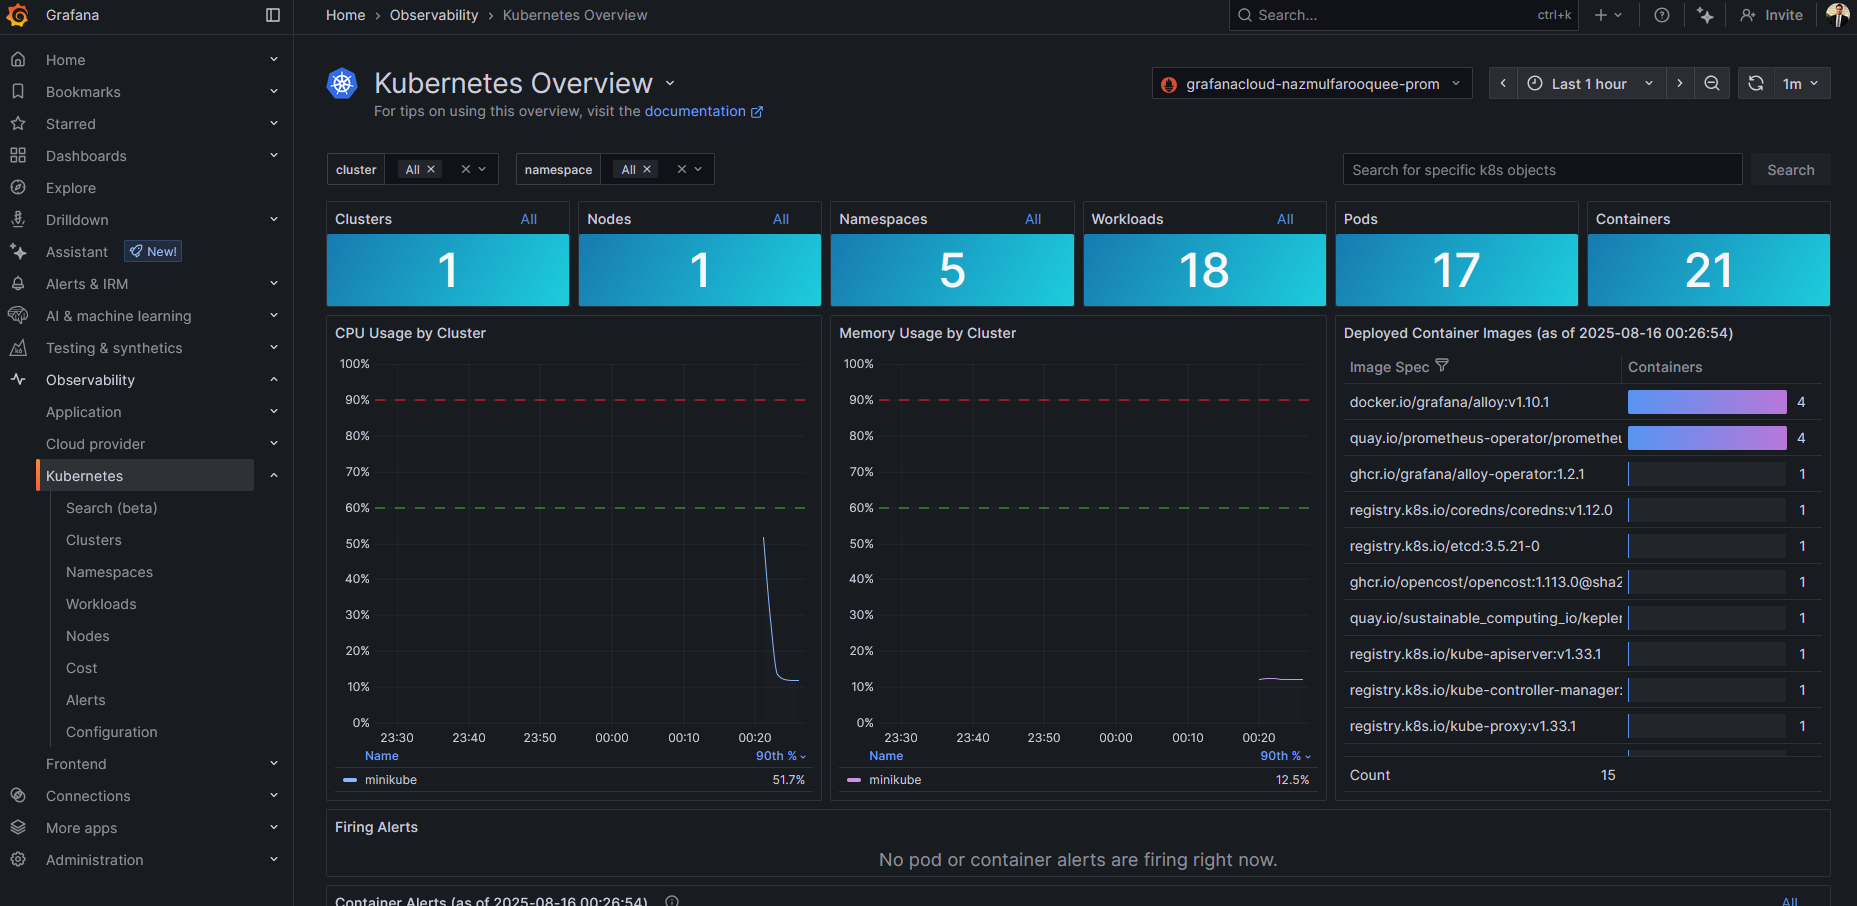 Grafana
Home › Observability › Kubernetes Overview
Search...
ctrl+k
Invite
Home
Bookmarks
Starred
Dashboards
Explore
Drilldown
Assistant
New!
Alerts & IRM
AI & machine learning
Testing & synthetics
Observability
Application
Cloud provider
Kubernetes
Search (beta)
Clusters
Namespaces
Workloads
Nodes
Cost
Alerts
Configuration
Frontend
Connections
More apps
Administration
Kubernetes Overview
For tips on using this overview, visit the documentation
grafanacloud-nazmulfarooquee-prom
Last 1 hour
1m
cluster
All
namespace
All
Search for specific k8s objects
Search
Clusters All
1
Nodes All
1
Namespaces All
5
Workloads All
18
Pods
17
Containers
21
CPU Usage by Cluster
100%
90%
80%
70%
60%
50%
40%
30%
20%
10%
0%
23:30 23:40 23:50 00:00 00:10 00:20
Name 90th %
minikube 51.7%
Memory Usage by Cluster
100%
90%
80%
70%
60%
50%
40%
30%
20%
10%
0%
23:30 23:40 23:50 00:00 00:10 00:20
Name 90th %
minikube 12.5%
Deployed Container Images (as of 2025-08-16 00:26:54)
Image Spec Containers
docker.io/grafana/alloy:v1.10.1 4
quay.io/prometheus-operator/prometheu 4
ghcr.io/grafana/alloy-operator:1.2.1 1
registry.k8s.io/coredns/coredns:v1.12.0 1
registry.k8s.io/etcd:3.5.21-0 1
ghcr.io/opencost/opencost:1.113.0@sha2 1
quay.io/sustainable_computing_io/kepler 1
registry.k8s.io/kube-apiserver:v1.33.1 1
registry.k8s.io/kube-controller-manager: 1
registry.k8s.io/kube-proxy:v1.33.1 1
Count 15
Firing Alerts
No pod or container alerts are firing right now.
Container Alerts (as of 2025-08-16 00:26:54)
All